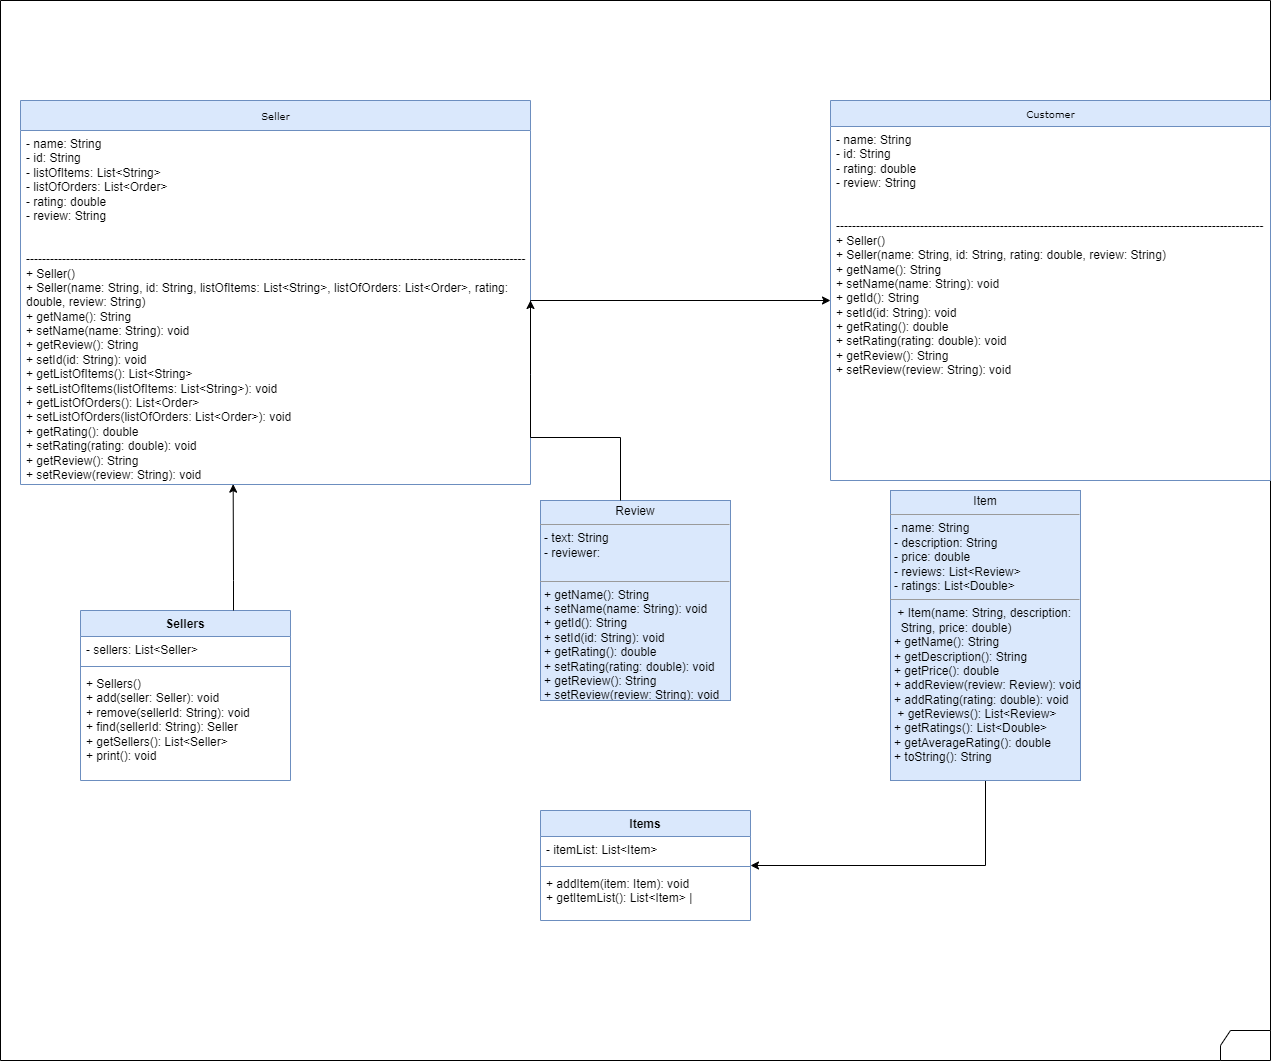 Seller
- name: String
- id: String
- listOfItems: List<String>
- listOfOrders: List<Order>
- rating: double
- review: String
+ Seller()
+ Seller(name: String, id: String, listOfItems: List<String>, listOfOrders: List<Order>, rating:
double, review: String)
+ getName(): String
+ setName(name: String): void
+ getReview(): String
+ setId(id: String): void
+ getListOfItems(): List<String>
+ setListOfItems(listOfItems: List<String>): void
+ getListOfOrders(): List<Order>
+ setListOfOrders(listOfOrders: List<Order>): void
+ getRating(): double
+ setRating(rating: double): void
+ getReview(): String
+ setReview(review: String): void
Customer
- name: String
- id: String
- rating: double
- review: String
+ Seller()
+ Seller(name: String, id: String, rating: double, review: String)
+ getName(): String
+ setName(name: String): void
+ getId(): String
+ setId(id: String): void
+ getRating(): double
+ setRating(rating: double): void
+ getReview(): String
+ setReview(review: String): void
Review
- text: String
- reviewer:
+ getName(): String
+ setName(name: String): void
+ getId(): String
+ setId(id: String): void
+ getRating(): double
+ setRating(rating: double): void
+ getReview(): String
+ setReview(review: String): void
Item
- name: String
- description: String
- price: double
- reviews: List<Review>
- ratings: List<Double>
+ Item(name: String, description:
String, price: double)
+ getName(): String
+ getDescription(): String
+ getPrice(): double
+ addReview(review: Review): void
+ addRating(rating: double): void
+ getReviews(): List<Review>
+ getRatings(): List<Double>
+ getAverageRating(): double
+ toString(): String
Sellers
- sellers: List<Seller>
+ Sellers()
+ add(seller: Seller): void
+ remove(sellerId: String): void
+ find(sellerId: String): Seller
+ getSellers(): List<Seller>
+ print(): void
Items
- itemList: List<Item>
+ addItem(item: Item): void
+ getItemList(): List<Item> |